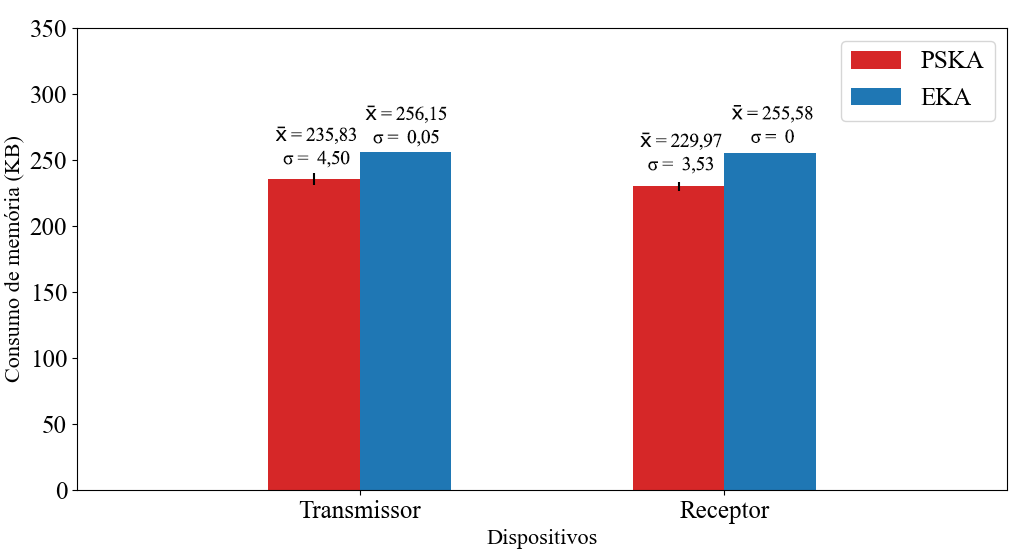 350
300
250
200
150
100
50
0
Consumo de memória (KB)
PSKA
EKA
x̄ = 235,83
σ = 4,50
x̄ = 256,15
σ = 0,05
x̄ = 229,97
σ = 3,53
x̄ = 255,58
σ = 0
Transmissor
Receptor
Dispositivos